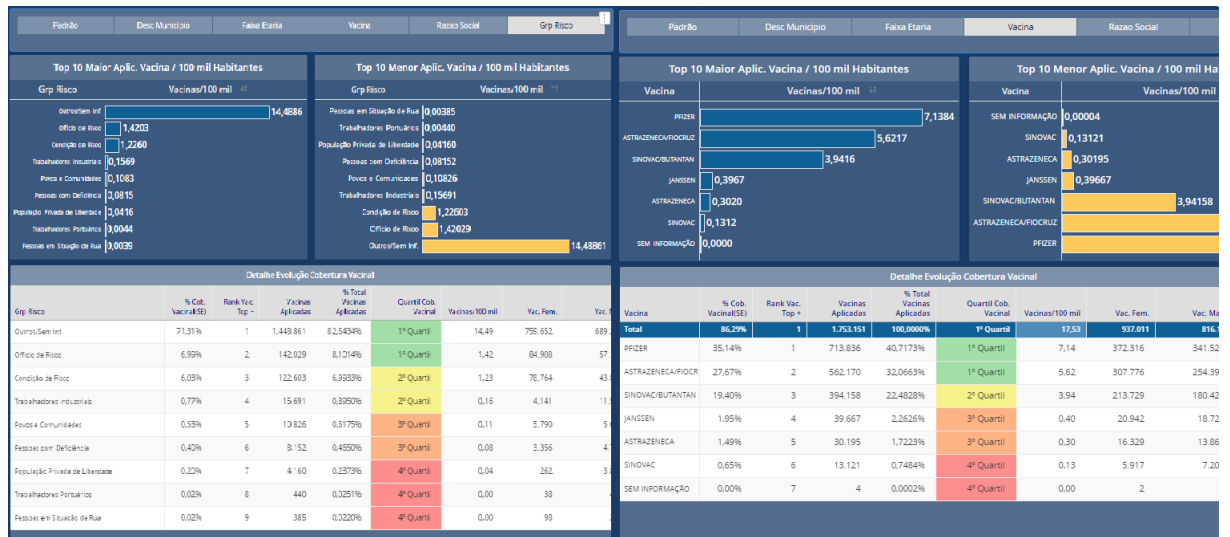 Padrão Desc Municipio Faixa Etaria Vacina Razao Social Grp Risco
Top 10 Maior Aplic. Vacina / 100 mil Habitantes
Grp Risco Vacinas/100 mil
Outros/Sem Inf. 14,4886
Ofício de Risco 1,4203
Condição de Risco 1,2260
Trabalhadores Industriais 0,1569
Povos e Comunidades 0,1083
Pessoas com Deficiência 0,0815
População Privada de Liberdade 0,0416
Trabalhadores Portuários 0,0044
Pessoas em Situação de Rua 0,0039
Top 10 Menor Aplic. Vacina / 100 mil Habitantes
Grp Risco Vacinas/100 mil
Pessoas em Situação de Rua 0,00385
Trabalhadores Portuários 0,00440
População Privada de Liberdade 0,04160
Pessoas com Deficiência 0,08152
Povos e Comunidades 0,10826
Trabalhadores Industriais 0,15691
Condição de Risco 1,22603
Ofício de Risco 1,42029
Outros/Sem Inf. 14,48861
Detalhe Evolução Cobertura Vacinal
Grp Risco % Cob. Vacinal(SE) Rank Vac. Top Vacinas Aplicadas % Total Vacinas Aplicadas Quartil Cob. Vacinal Vacinas/100 mil Vac. Fem.
Outros/Sem Inf. 71,31% 1 1.448.861 82,6434% 1º Quartil 14,49 759.652 689.
Ofício de Risco 6,99% 2 142.029 8,1014% 1º Quartil 1,42 84.908 57.
Condição de Risco 6,03% 3 122.603 6,9933% 2º Quartil 1,23 78.764 43.
Trabalhadores Industriais 0,77% 4 15.691 0,8950% 2º Quartil 0,16 4.141 11.
Povos e Comunidades 0,53% 5 10.826 0,6175% 3º Quartil 0,11 5.790
Pessoas com Deficiência 0,40% 6 8.152 0,4650% 3º Quartil 0,08 3.356
População Privada de Liberdade 0,20% 7 4.160 0,2373% 4º Quartil 0,04 262
Trabalhadores Portuários 0,02% 8 440 0,0251% 4º Quartil 0,00 38
Pessoas em Situação de Rua 0,02% 9 385 0,0220% 4º Quartil 0,00 98
Padrão Desc Municipio Faixa Etaria Vacina Razao Social
Top 10 Maior Aplic. Vacina / 100 mil Habitantes
Vacina Vacinas/100 mil
PFIZER 7,1384
ASTRAZENECA/FIOCRUZ 5,6217
SINOVAC/BUTANTAN 3,9416
JANSSEN 0,3967
ASTRAZENECA 0,3020
SINOVAC 0,1312
SEM INFORMAÇÃO 0,0000
Top 10 Menor Aplic. Vacina / 100 mil Ha
Vacina Vacinas/100 mil
SEM INFORMAÇÃO 0,00004
SINOVAC 0,13121
ASTRAZENECA 0,30195
JANSSEN 0,39667
SINOVAC/BUTANTAN 3,94158
ASTRAZENECA/FIOCRUZ
PFIZER
Detalhe Evolução Cobertura Vacinal
Vacina % Cob. Vacinal(SE) Rank Vac. Top Vacinas Aplicadas % Total Vacinas Aplicadas Quartil Cob. Vacinal Vacinas/100 mil Vac. Fem. Vac. Ma
Total 86,29% 1 1.753.151 100,0000% 1º Quartil 17,53 937.011 816.1
PFIZER 35,14% 1 713.836 40,7173% 1º Quartil 7,14 372.316 341.52
ASTRAZENECA/FIOCR 27,67% 2 562.170 32,0663% 1º Quartil 5,62 307.776 254.39
SINOVAC/BUTANTAN 19,40% 3 394.158 22,4828% 2º Quartil 3,94 213.729 180.42
JANSSEN 1,95% 4 39.667 2,2626% 3º Quartil 0,40 20.942 18.72
ASTRAZENECA 1,49% 5 30.195 1,7223% 3º Quartil 0,30 16.329 13.86
SINOVAC 0,65% 6 13.121 0,7484% 4º Quartil 0,13 5.917 7.20
SEM INFORMAÇÃO 0,00% 7 4 0,0002% 4º Quartil 0,00 2